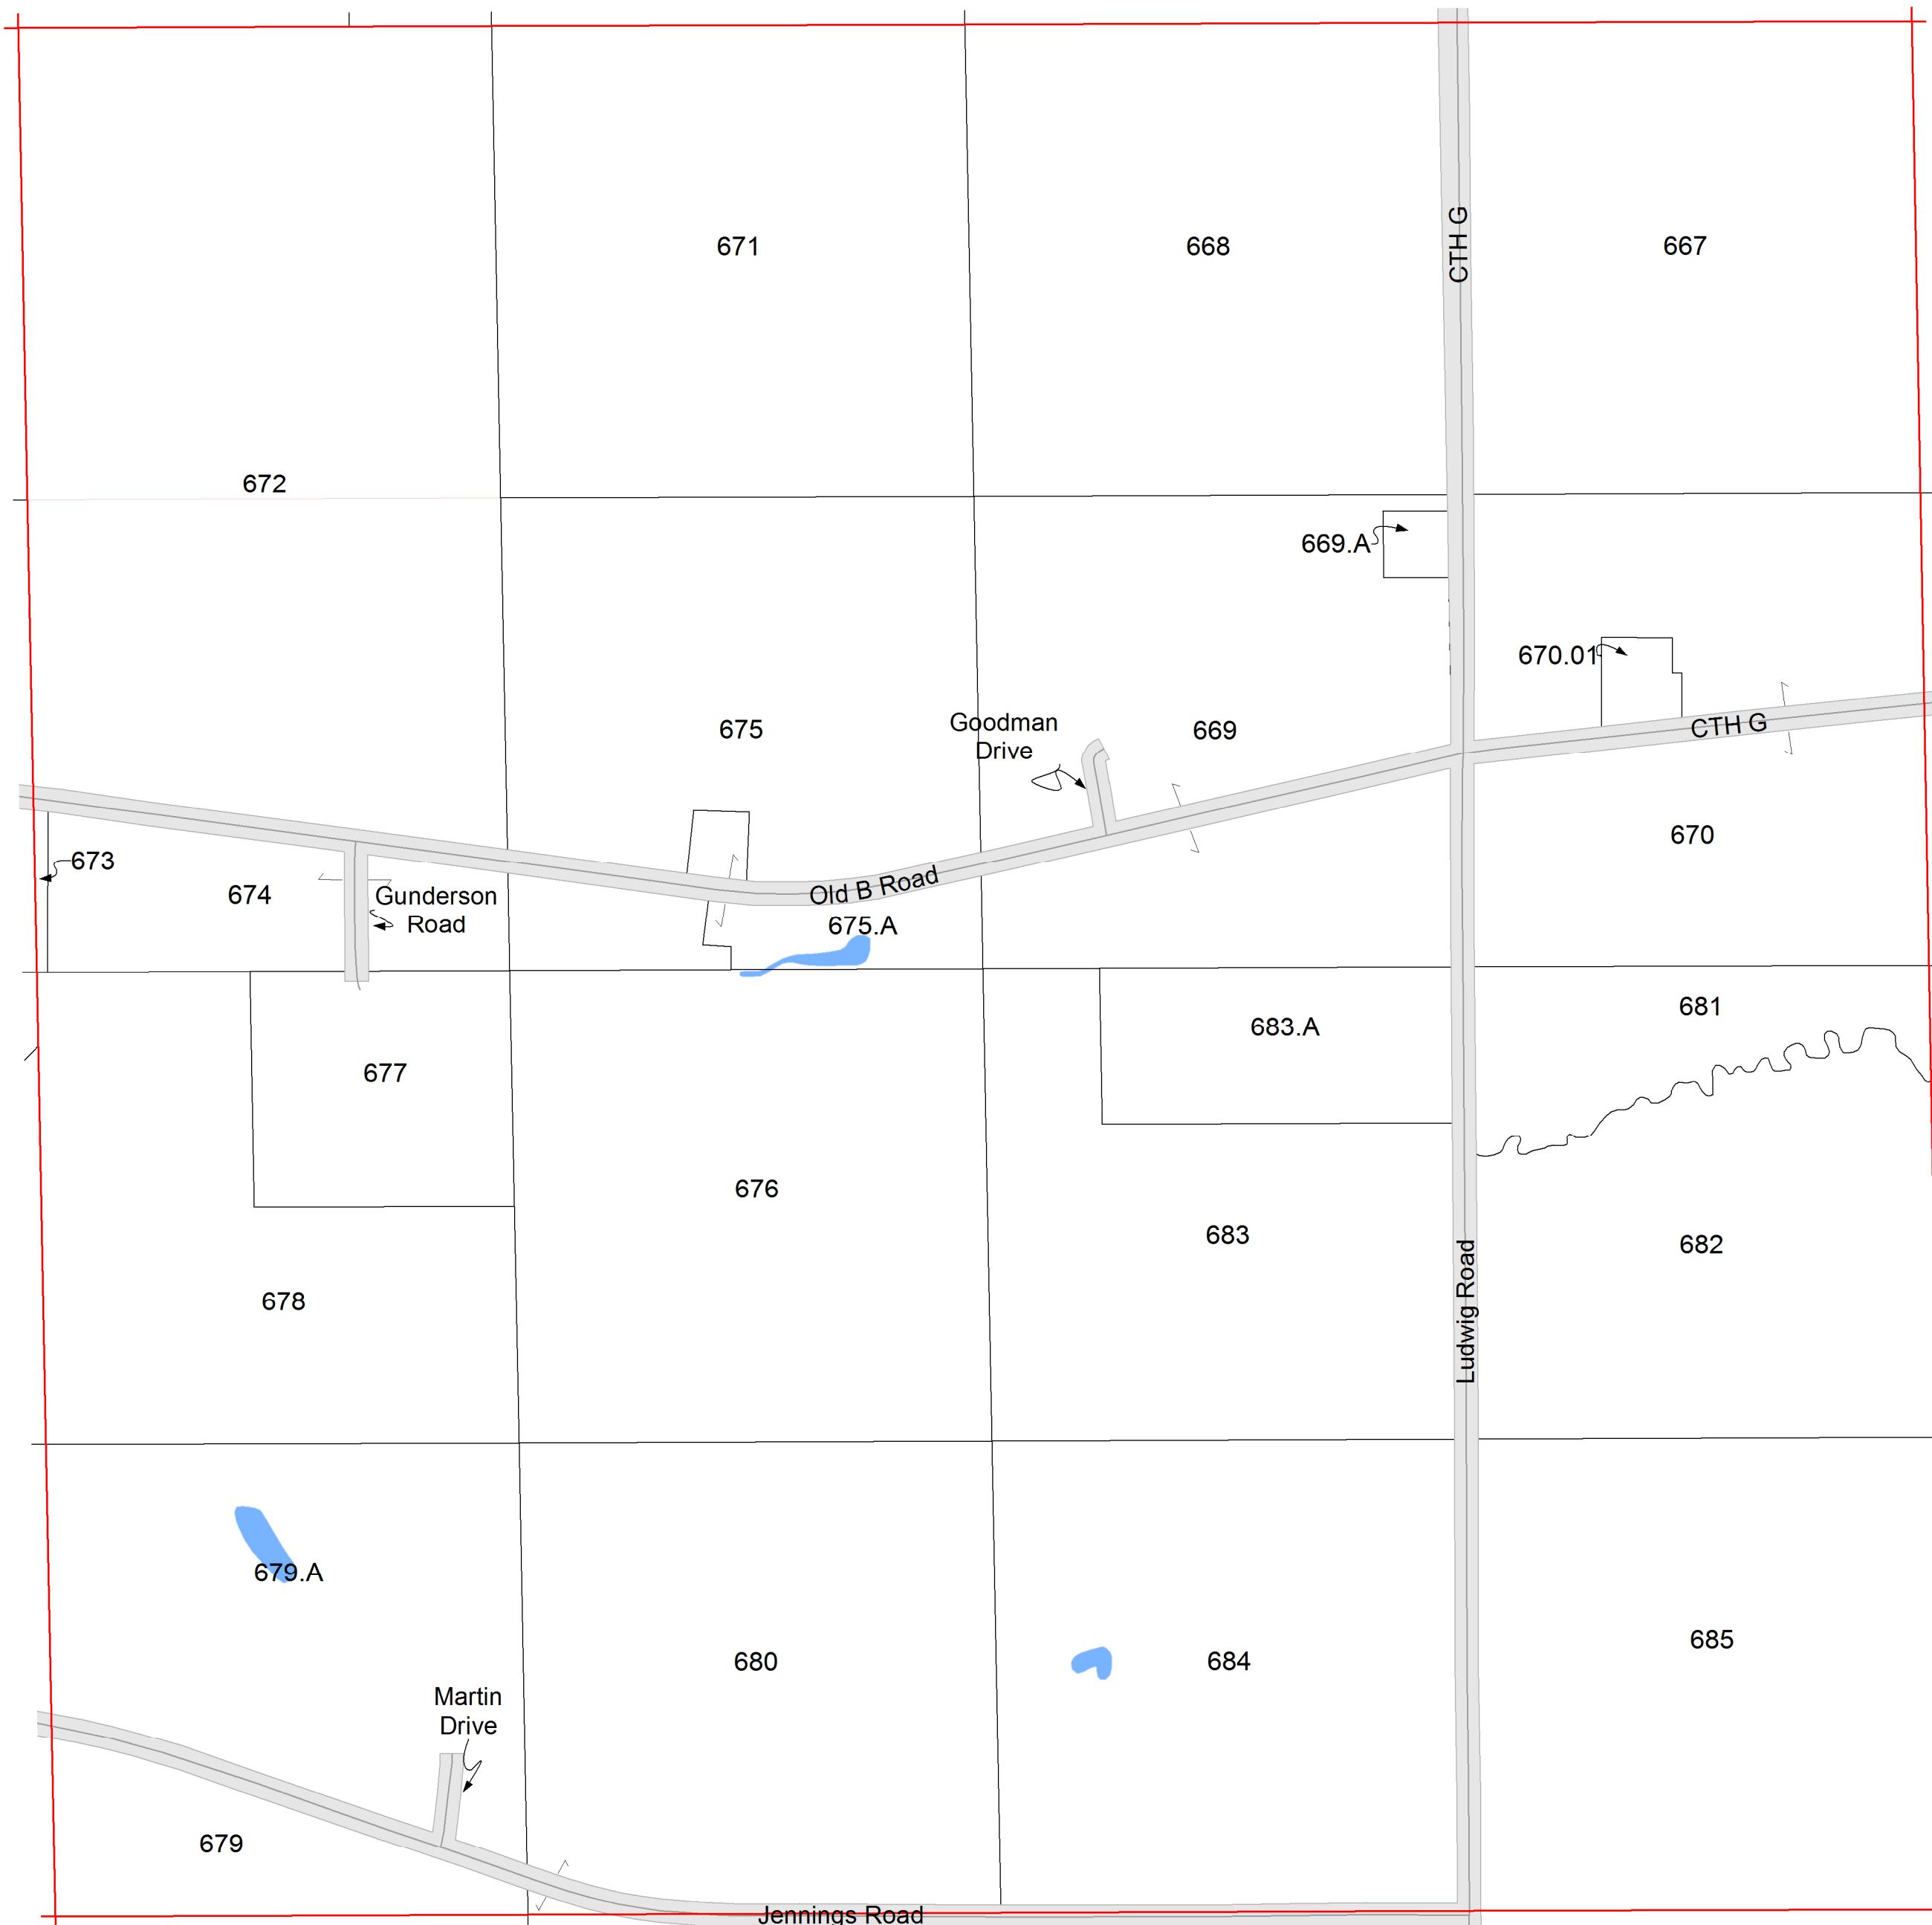 671
668
CTH G
667
672
669.A
670.01
Goodman
Drive
675
669
CTH G
670
673
674
Gunderson
Road
Old B Road
675.A
681
683.A
677
676
683
682
678
Ludwig Road
679.A
685
680
684
Martin
Drive
679
Jennings Road